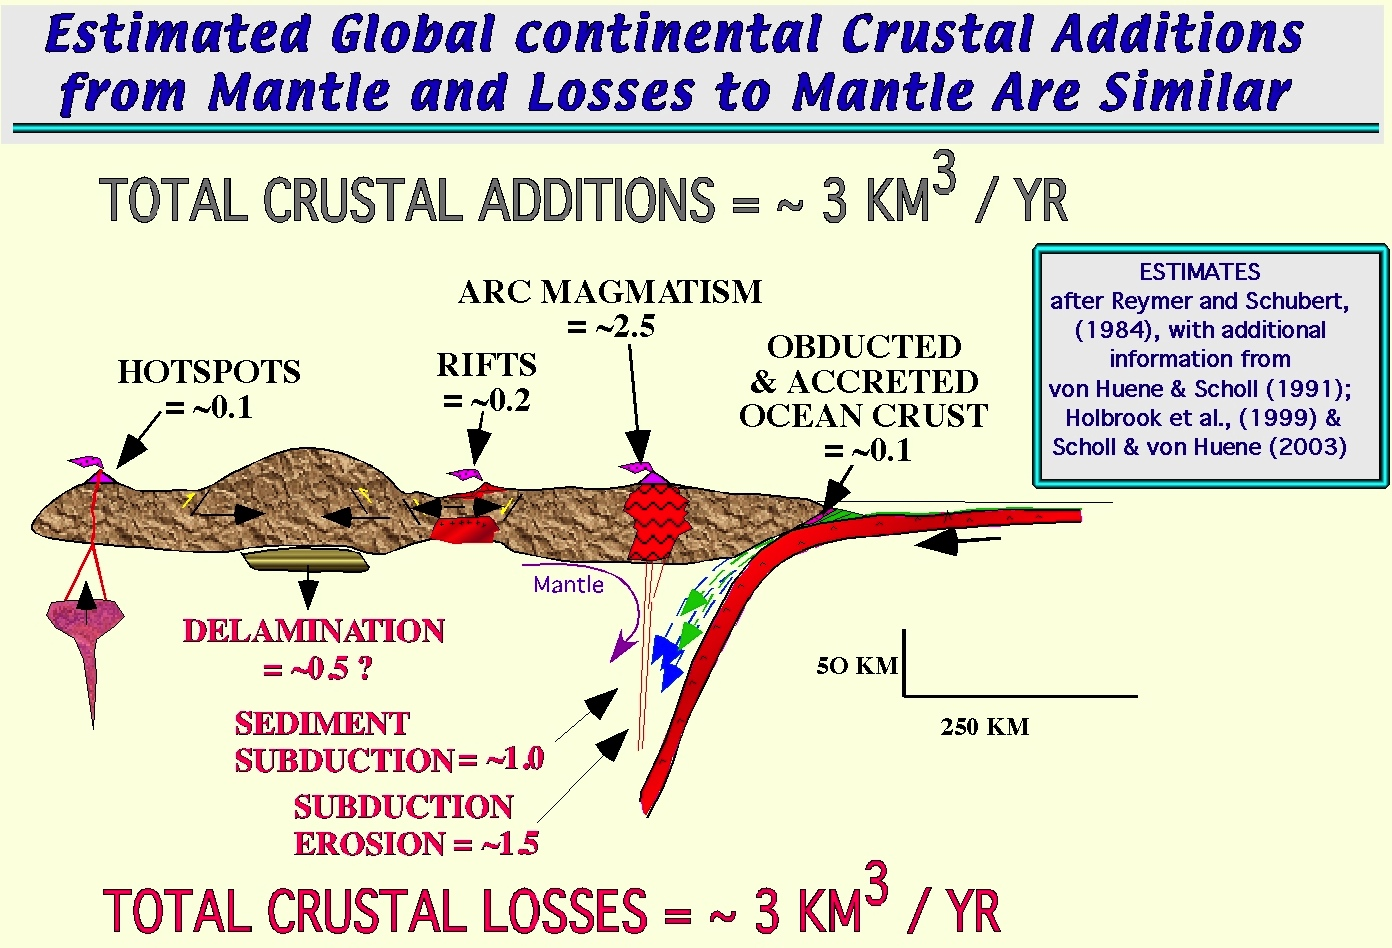 Estimated Global continental Crustal Additions
from Mantle and Losses to Mantle Are Similar
TOTAL CRUSTAL ADDITIONS = ~ 3 KM³ / YR
ESTIMATES
after Reymer and Schubert,
(1984), with additional
information from
von Huene & Scholl (1991);
Holbrook et al., (1999) &
Scholl & von Huene (2003)
ARC MAGMATISM
= ~2.5
HOTSPOTS
= ~0.1
RIFTS
= ~0.2
OBDUCTED
& ACCRETED
OCEAN CRUST
= ~0.1
Mantle
DELAMINATION
= ~0.5 ?
SEDIMENT
SUBDUCTION = ~1.0
SUBDUCTION
EROSION = ~1.5
5O KM
250 KM
TOTAL CRUSTAL LOSSES = ~ 3 KM³ / YR